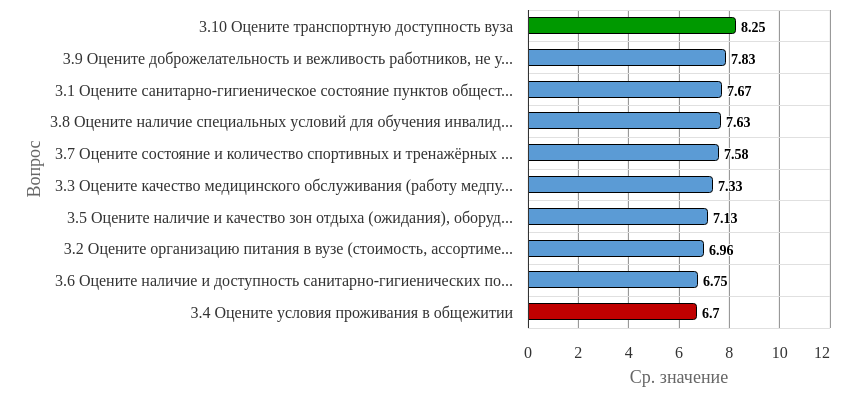 3.10 Оцените транспортную доступность вуза 8.25
3.9 Оцените доброжелательность и вежливость работников, не у... 7.83
3.1 Оцените санитарно-гигиеническое состояние пунктов общест... 7.67
3.8 Оцените наличие специальных условий для обучения инвалид... 7.63
3.7 Оцените состояние и количество спортивных и тренажёрных ... 7.58
3.3 Оцените качество медицинского обслуживания (работу медпу... 7.33
3.5 Оцените наличие и качество зон отдыха (ожидания), оборуд... 7.13
3.2 Оцените организацию питания в вузе (стоимость, ассортиме... 6.96
3.6 Оцените наличие и доступность санитарно-гигиенических по... 6.75
3.4 Оцените условия проживания в общежитии 6.7
Вопрос
0 2 4 6 8 10 12
Ср. значение